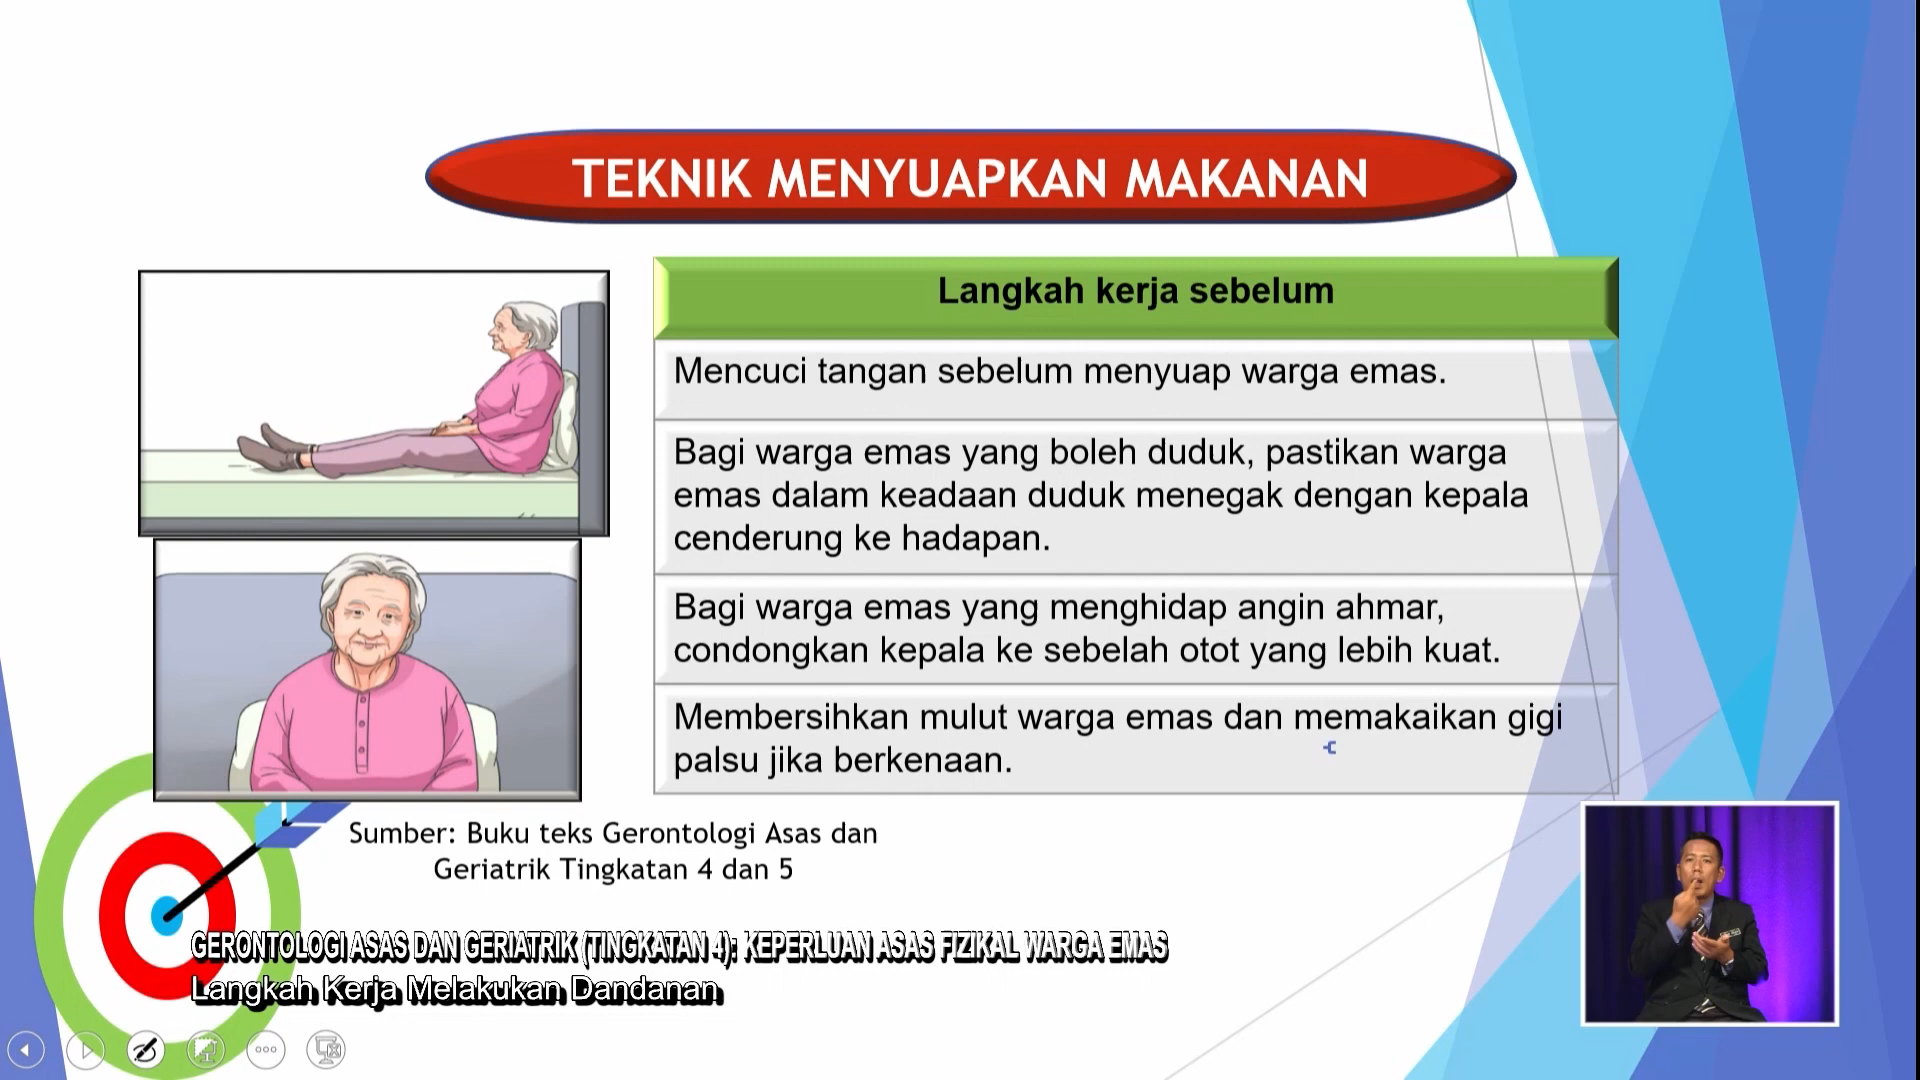 TEKNIK MENYUAPKAN MAKANAN
Langkah kerja sebelum
Mencuci tangan sebelum menyuap warga emas.
Bagi warga emas yang boleh duduk, pastikan warga
emas dalam keadaan duduk menegak dengan kepala
cenderung ke hadapan.
Bagi warga emas yang menghidap angin ahmar,
condongkan kepala ke sebelah otot yang lebih kuat.
Membersihkan mulut warga emas dan memakaikan gigi
palsu jika berkenaan.
Sumber: Buku teks Gerontologi Asas dan
Geriatrik Tingkatan 4 dan 5
GERONTOLOGI ASAS DAN GERIATRIK (TINGKATAN 4): KEPERLUAN ASAS FIZIKAL WARGA EMAS
Langkah Kerja Melakukan Dandanan